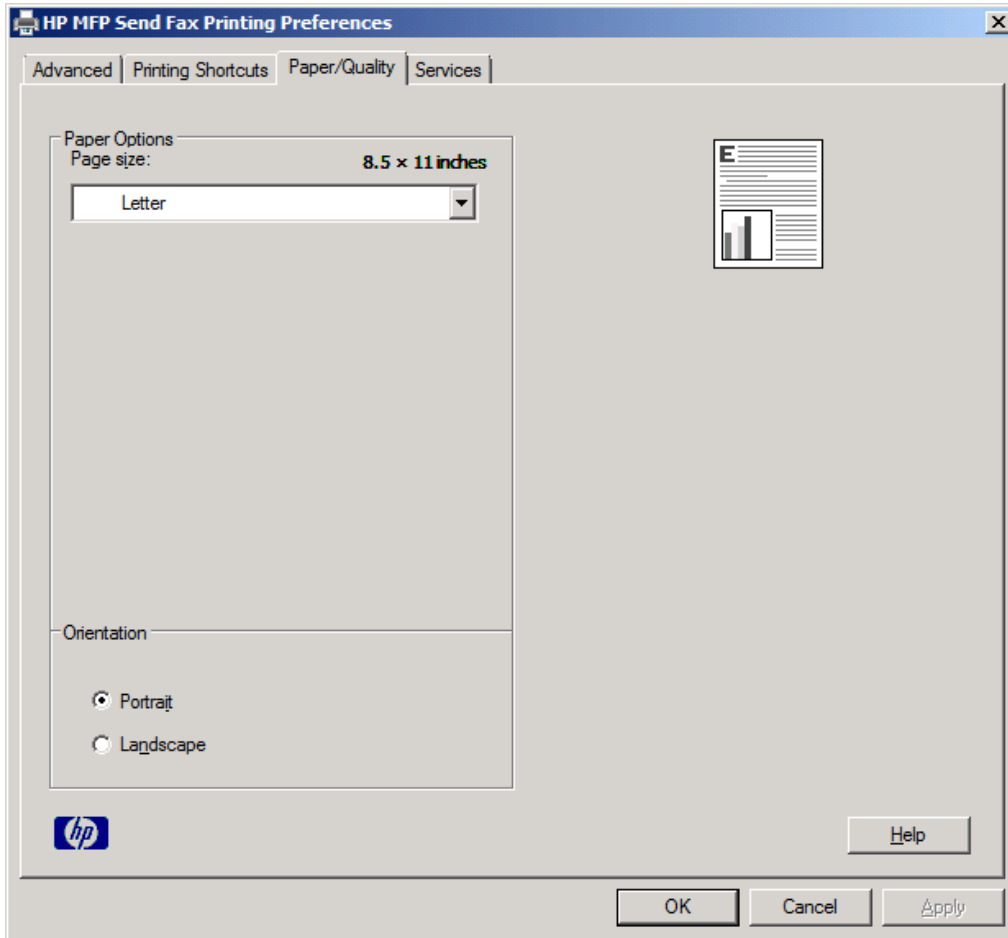 HP MFP Send Fax Printing Preferences
Advanced Printing Shortcuts Paper/Quality Services
Paper Options
Page size: 8.5 × 11 inches
Letter
E
Orientation
Portrait
Landscape
hp
Help
OK Cancel Apply